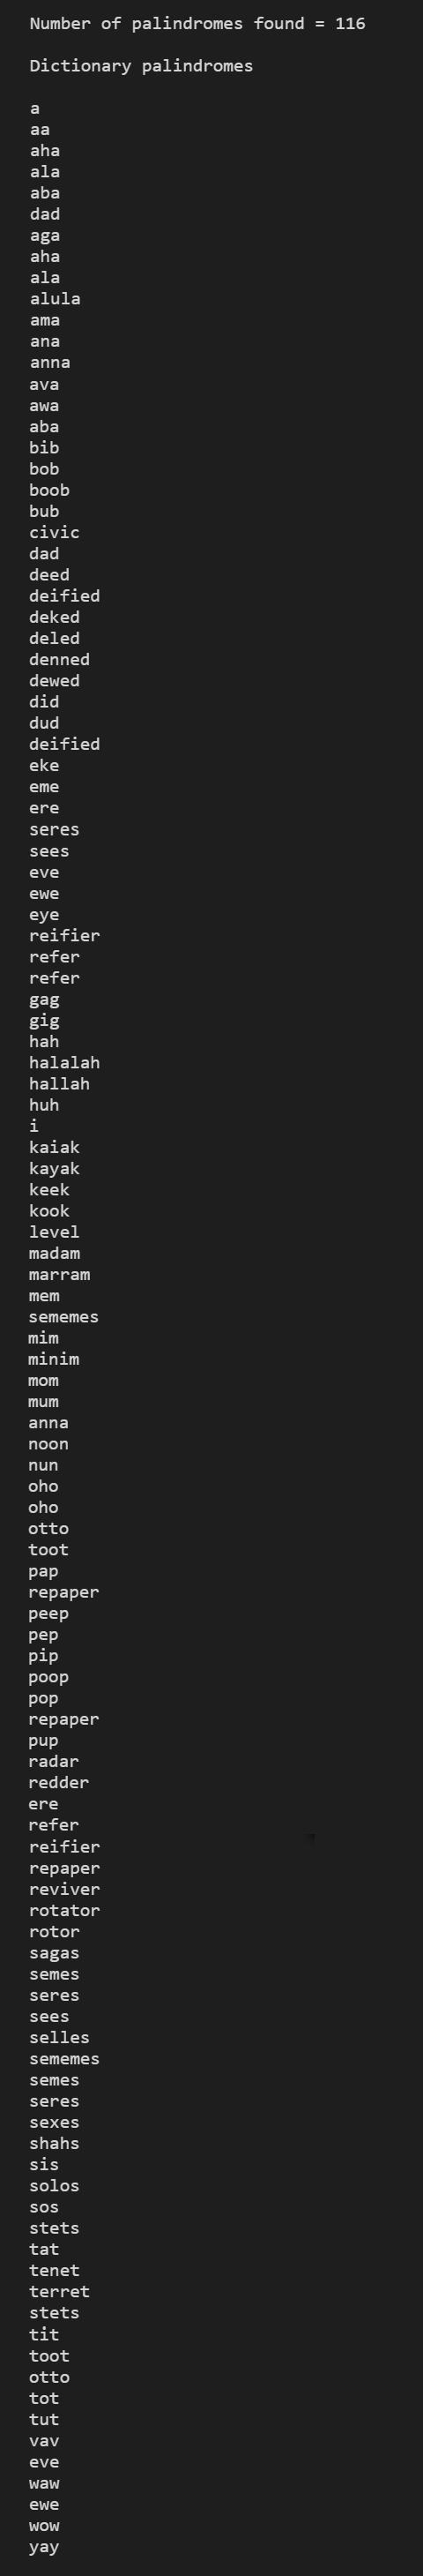 Number of palindromes found = 116
Dictionary palindromes
a
aa
aha
ala
aba
dad
aga
aha
ala
alula
ama
ana
anna
ava
awa
aba
bib
bob
boob
bub
civic
dad
deed
deified
deked
deled
denned
dewed
did
dud
deified
eke
eme
ere
seres
sees
eve
ewe
eye
reifier
refer
refer
gag
gig
hah
halalah
hallah
huh
i
kaiak
kayak
keek
kook
level
madam
marram
mem
sememes
mim
minim
mom
mum
anna
noon
nun
oho
oho
otto
toot
pap
repaper
peep
pep
pip
poop
pop
repaper
pup
radar
redder
ere
refer
reifier
repaper
reviver
rotator
rotor
sagas
semes
seres
sees
selles
sememes
semes
seres
sexes
shahs
sis
solos
sos
stets
tat
tenet
terret
stets
tit
toot
otto
tot
tut
vav
eve
waw
ewe
wow
yay